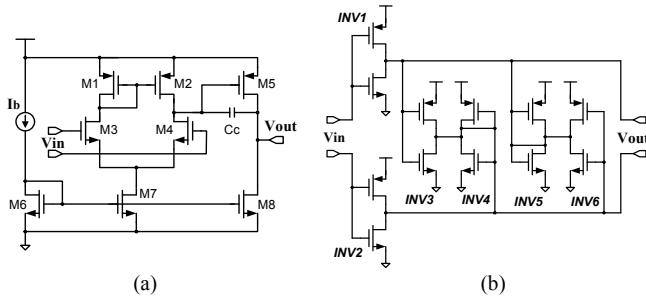 M1
M2
M5
Ib
M3
M4
Cc
Vin
Vout
M6
M7
M8
(a)
INV1
Vin
Vout
INV3
INV4
INV5
INV6
INV2
(b)